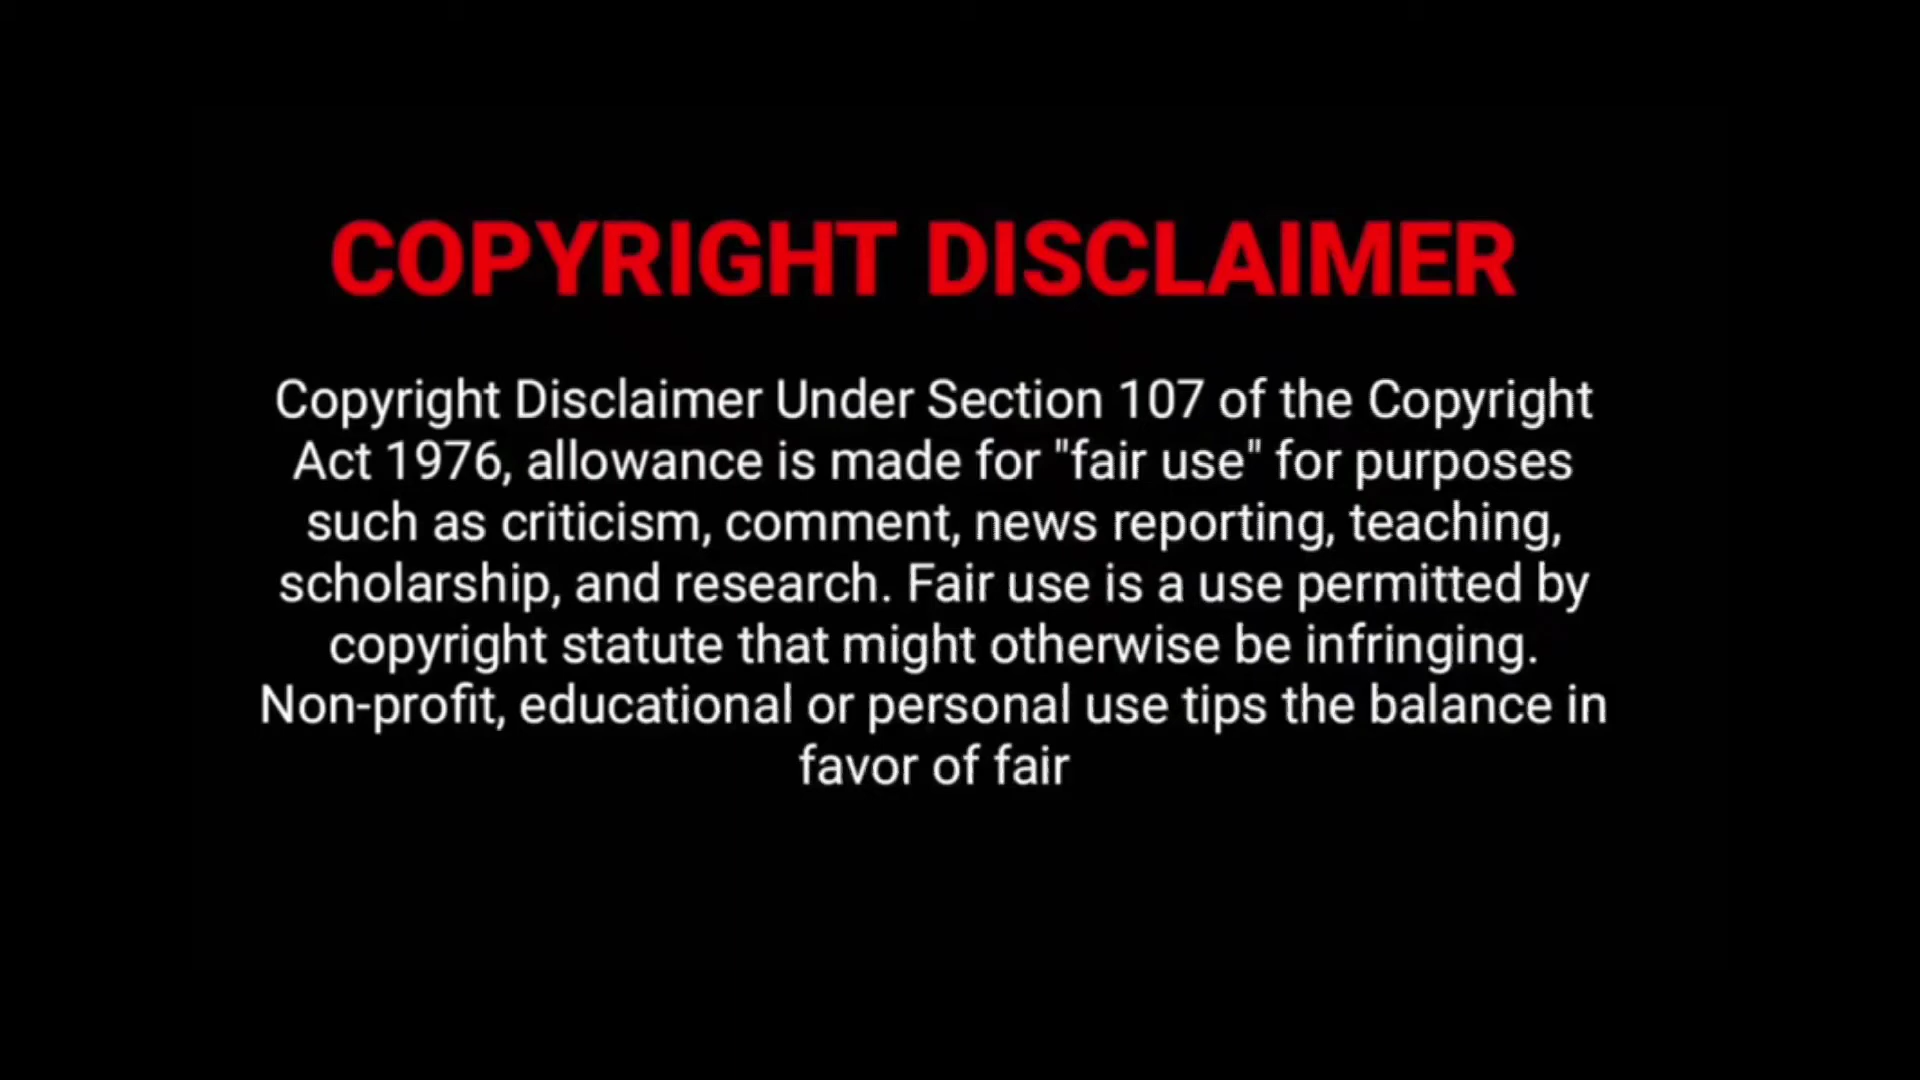 COPYRIGHT DISCLAIMER
Copyright Disclaimer Under Section 107 of the Copyright
Act 1976, allowance is made for "fair use" for purposes
such as criticism, comment, news reporting, teaching,
scholarship, and research. Fair use is a use permitted by
copyright statute that might otherwise be infringing.
Non-profit, educational or personal use tips the balance in
favor of fair